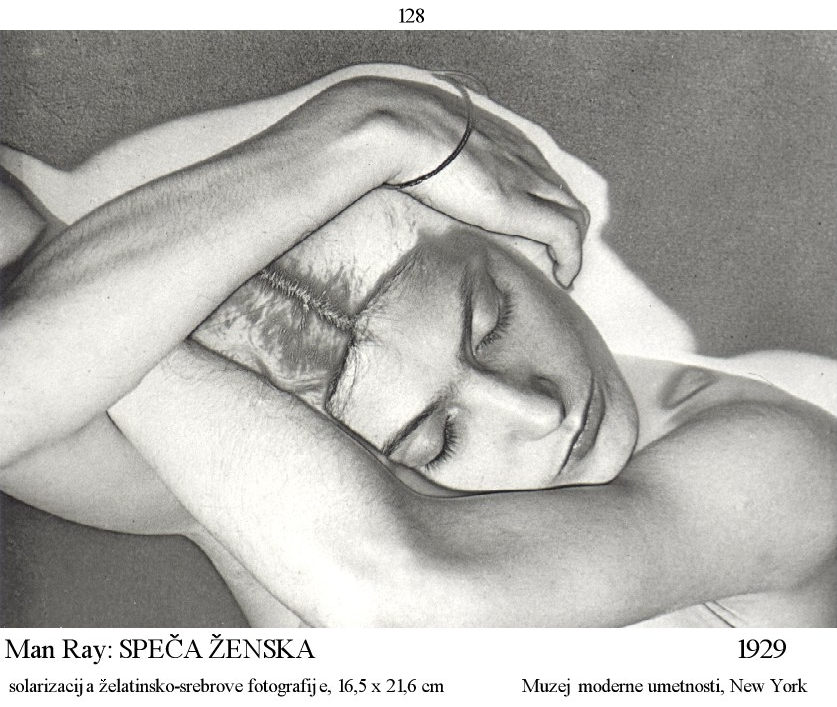 128
Man Ray: SPEČA ŽENSKA 1929
solarizacija želatinsko-srebrove fotografije, 16,5 x 21,6 cm Muzej moderne umetnosti, New York